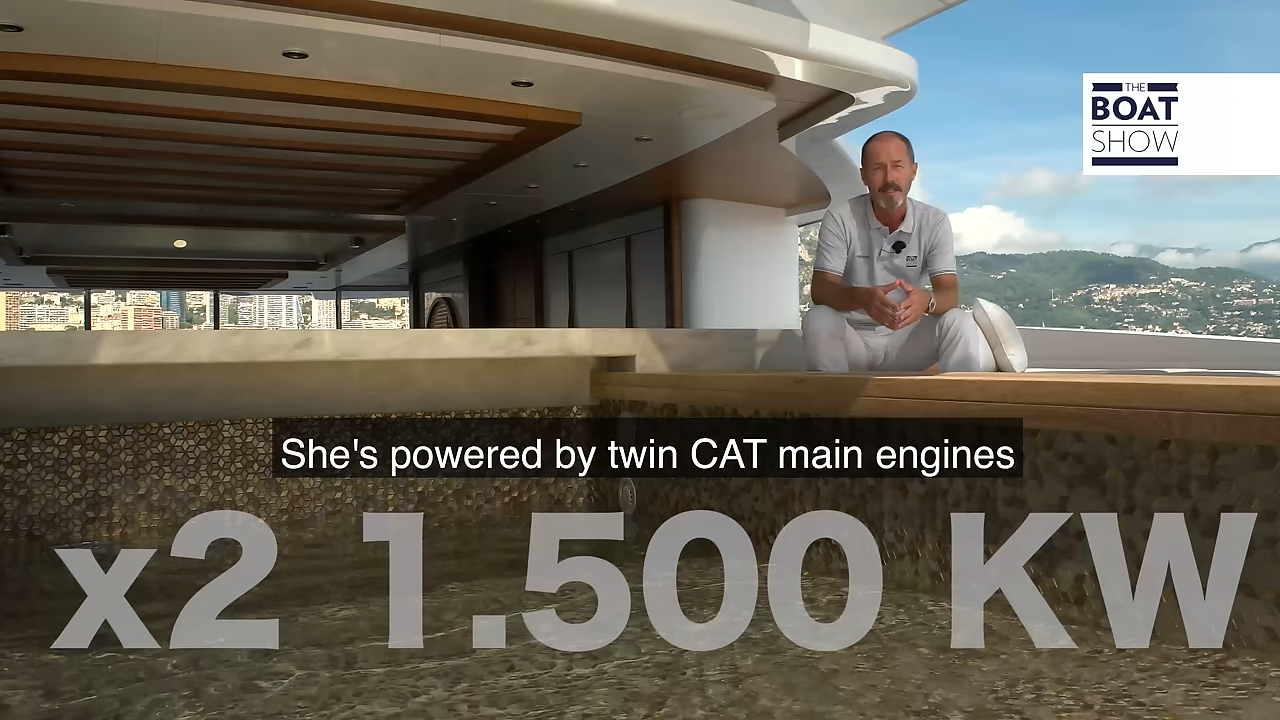 THE
BOAT
SHOW
She's powered by twin CAT main engines
x2 1.500 KW